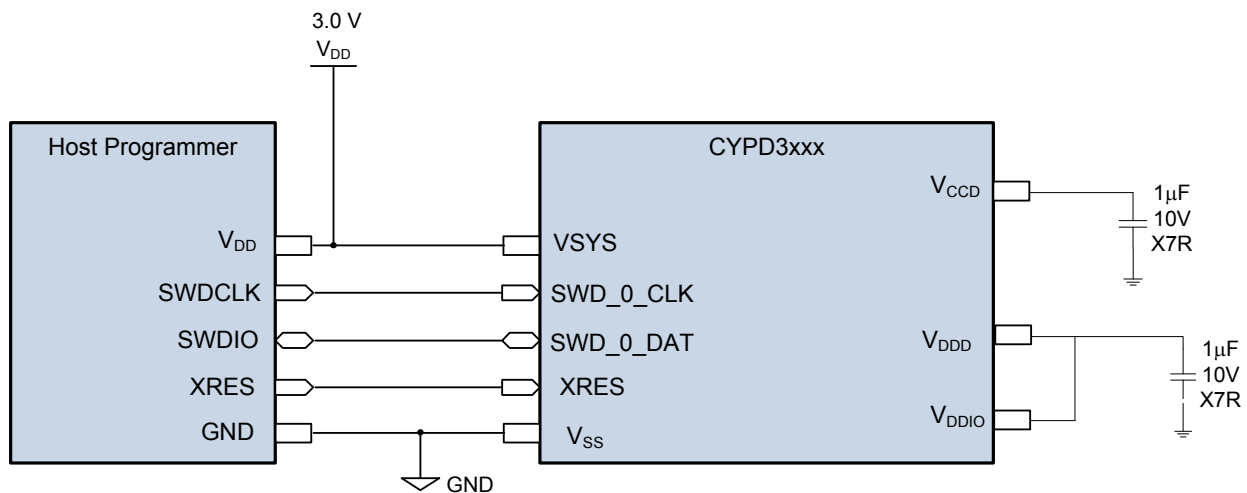 3.0 V
VDD
Host Programmer
VDD
SWDCLK
SWDIO
XRES
GND
GND
CYPD3xxx
VSYS
SWD_0_CLK
SWD_0_DAT
XRES
VSS
VCCD
VDDD
VDDIO
1µF
10V
X7R
1µF
10V
X7R